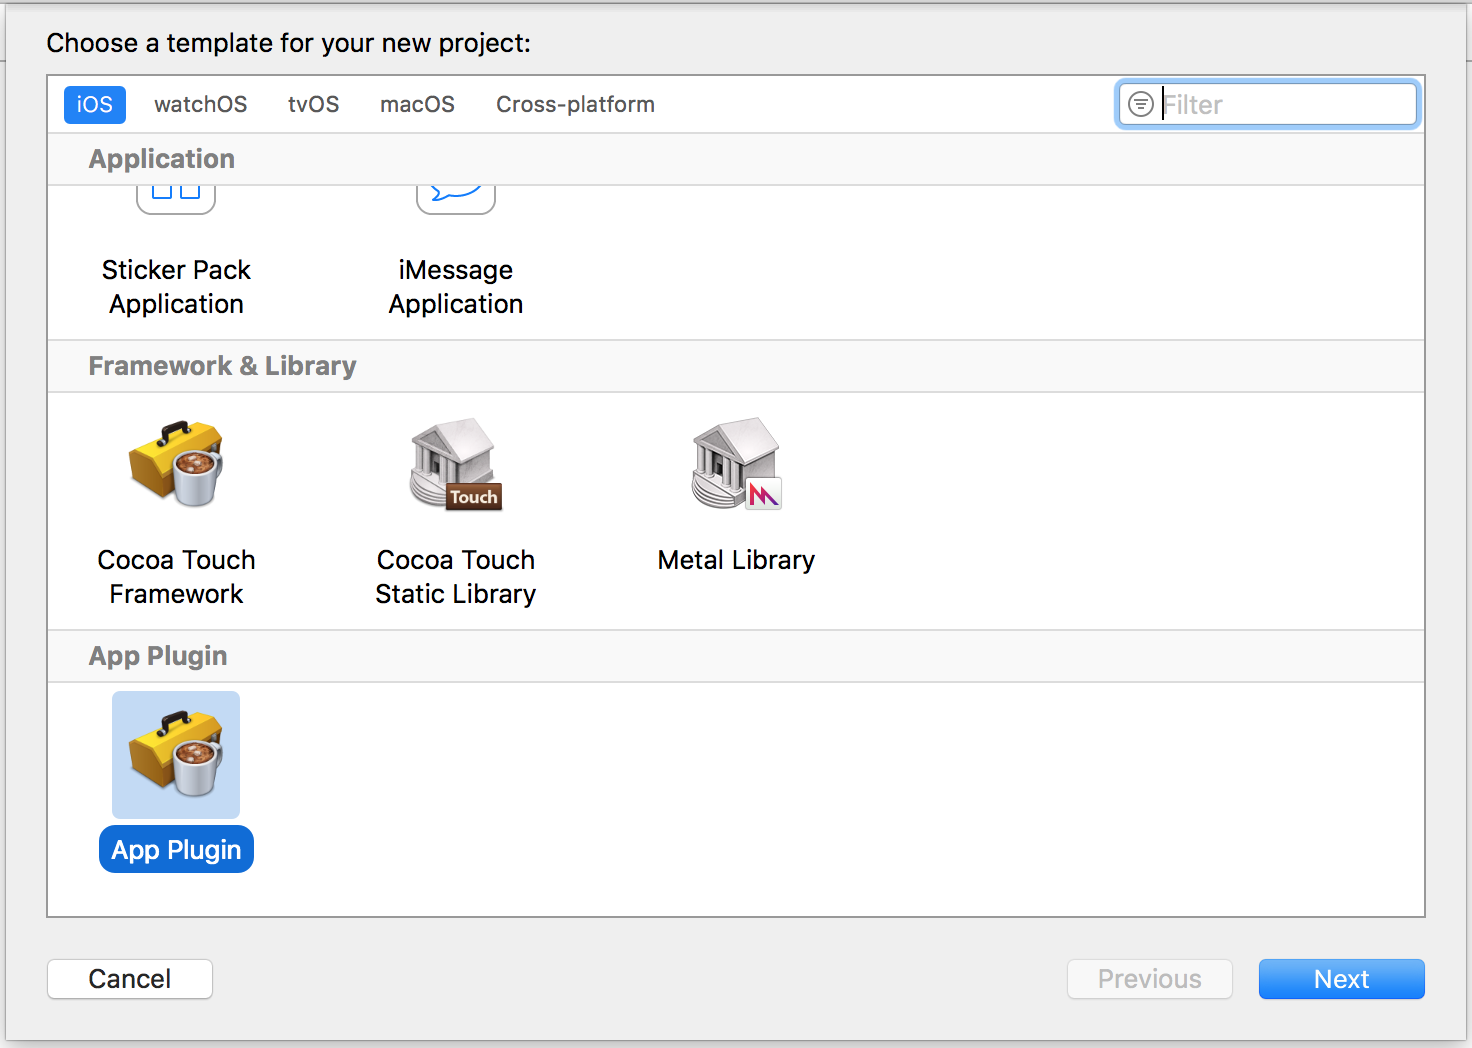 Choose a template for your new project:
iOS watchOS tvOS macOS Cross-platform Filter
Application
Sticker Pack Application
iMessage Application
Framework & Library
Touch
Cocoa Touch Framework
Cocoa Touch Static Library
Metal Library
App Plugin
App Plugin
Cancel Previous Next